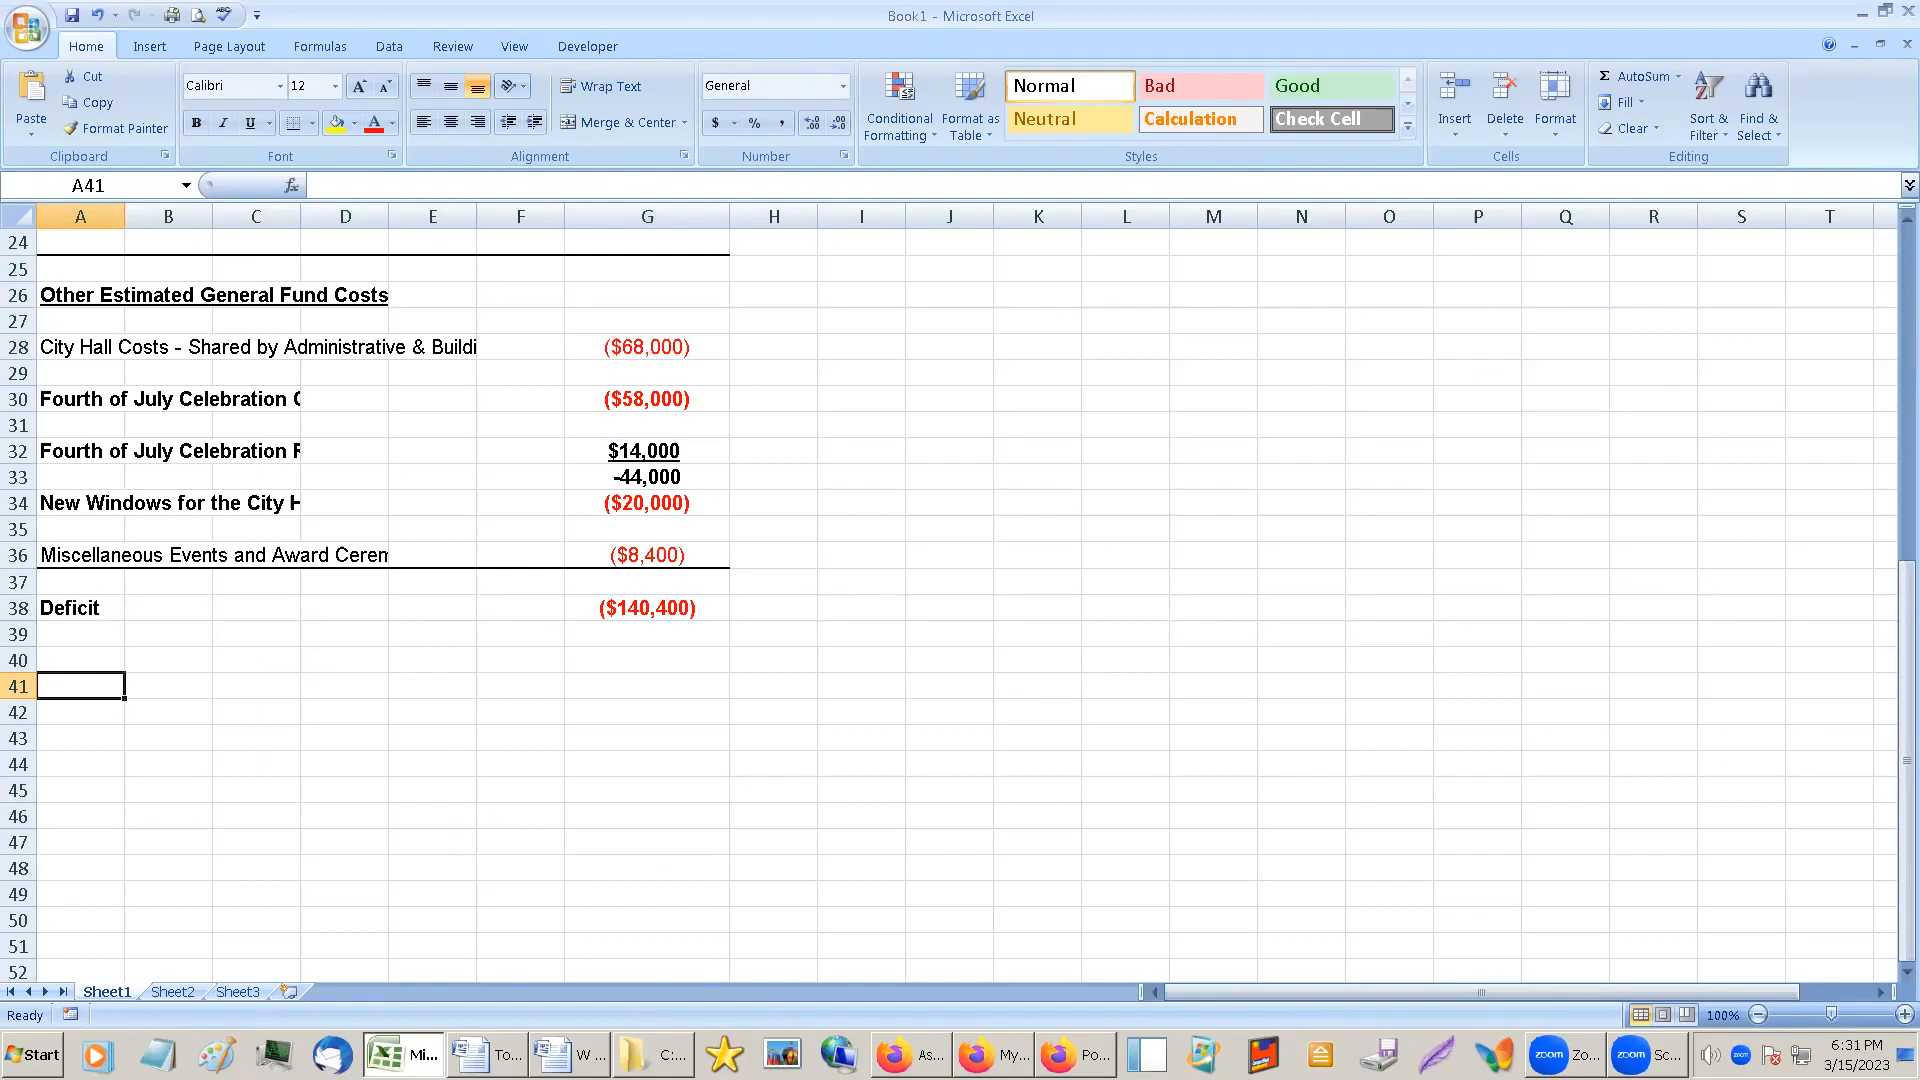 Book1 - Microsoft Excel
Home Insert Page Layout Formulas Data Review View Developer
Paste Cut Copy Format Painter Clipboard
Calibri 12 B I U Font
Wrap Text Merge & Center Alignment
General $ % , Number
Conditional Formatting Format as Table
Normal Bad Good
Neutral Calculation Check Cell
Styles
Insert Delete Format Cells
Σ AutoSum Fill Clear Sort & Filter Find & Select Editing
A41 fx
A B C D E F G H I J K L M N O P Q R S T
24
25
26 Other Estimated General Fund Costs
27
28 City Hall Costs - Shared by Administrative & Buildi ($68,000)
29
30 Fourth of July Celebration C ($58,000)
31
32 Fourth of July Celebration F $14,000
33 -44,000
34 New Windows for the City H ($20,000)
35
36 Miscellaneous Events and Award Cerem ($8,400)
37
38 Deficit ($140,400)
39
40
41
42
43
44
45
46
47
48
49
50
51
52
Sheet1 Sheet2 Sheet3
Ready 100%
Start Mi... To... W ... C:... As... My... Po... zoom Zo... zoom Sc... 6:31 PM
3/15/2023